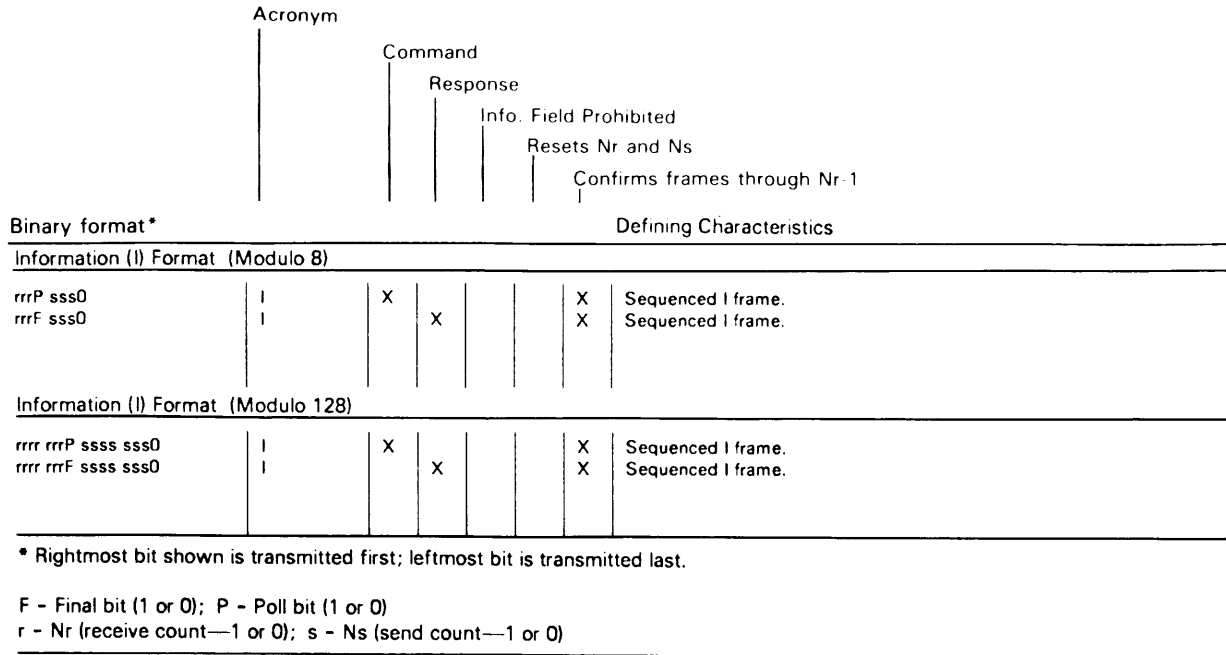 Acronym
Command
Response
Info. Field Prohibited
Resets Nr and Ns
Confirms frames through Nr-1
Binary format* Defining Characteristics
Information (I) Format (Modulo 8)
rrrP sss0 I X X Sequenced I frame.
rrrF sss0 I X X Sequenced I frame.
Information (I) Format (Modulo 128)
rrrr rrrP ssss sss0 I X X Sequenced I frame.
rrrr rrrF ssss sss0 I X X Sequenced I frame.
* Rightmost bit shown is transmitted first; leftmost bit is transmitted last.
F - Final bit (1 or 0); P - Poll bit (1 or 0)
r - Nr (receive count—1 or 0); s - Ns (send count—1 or 0)